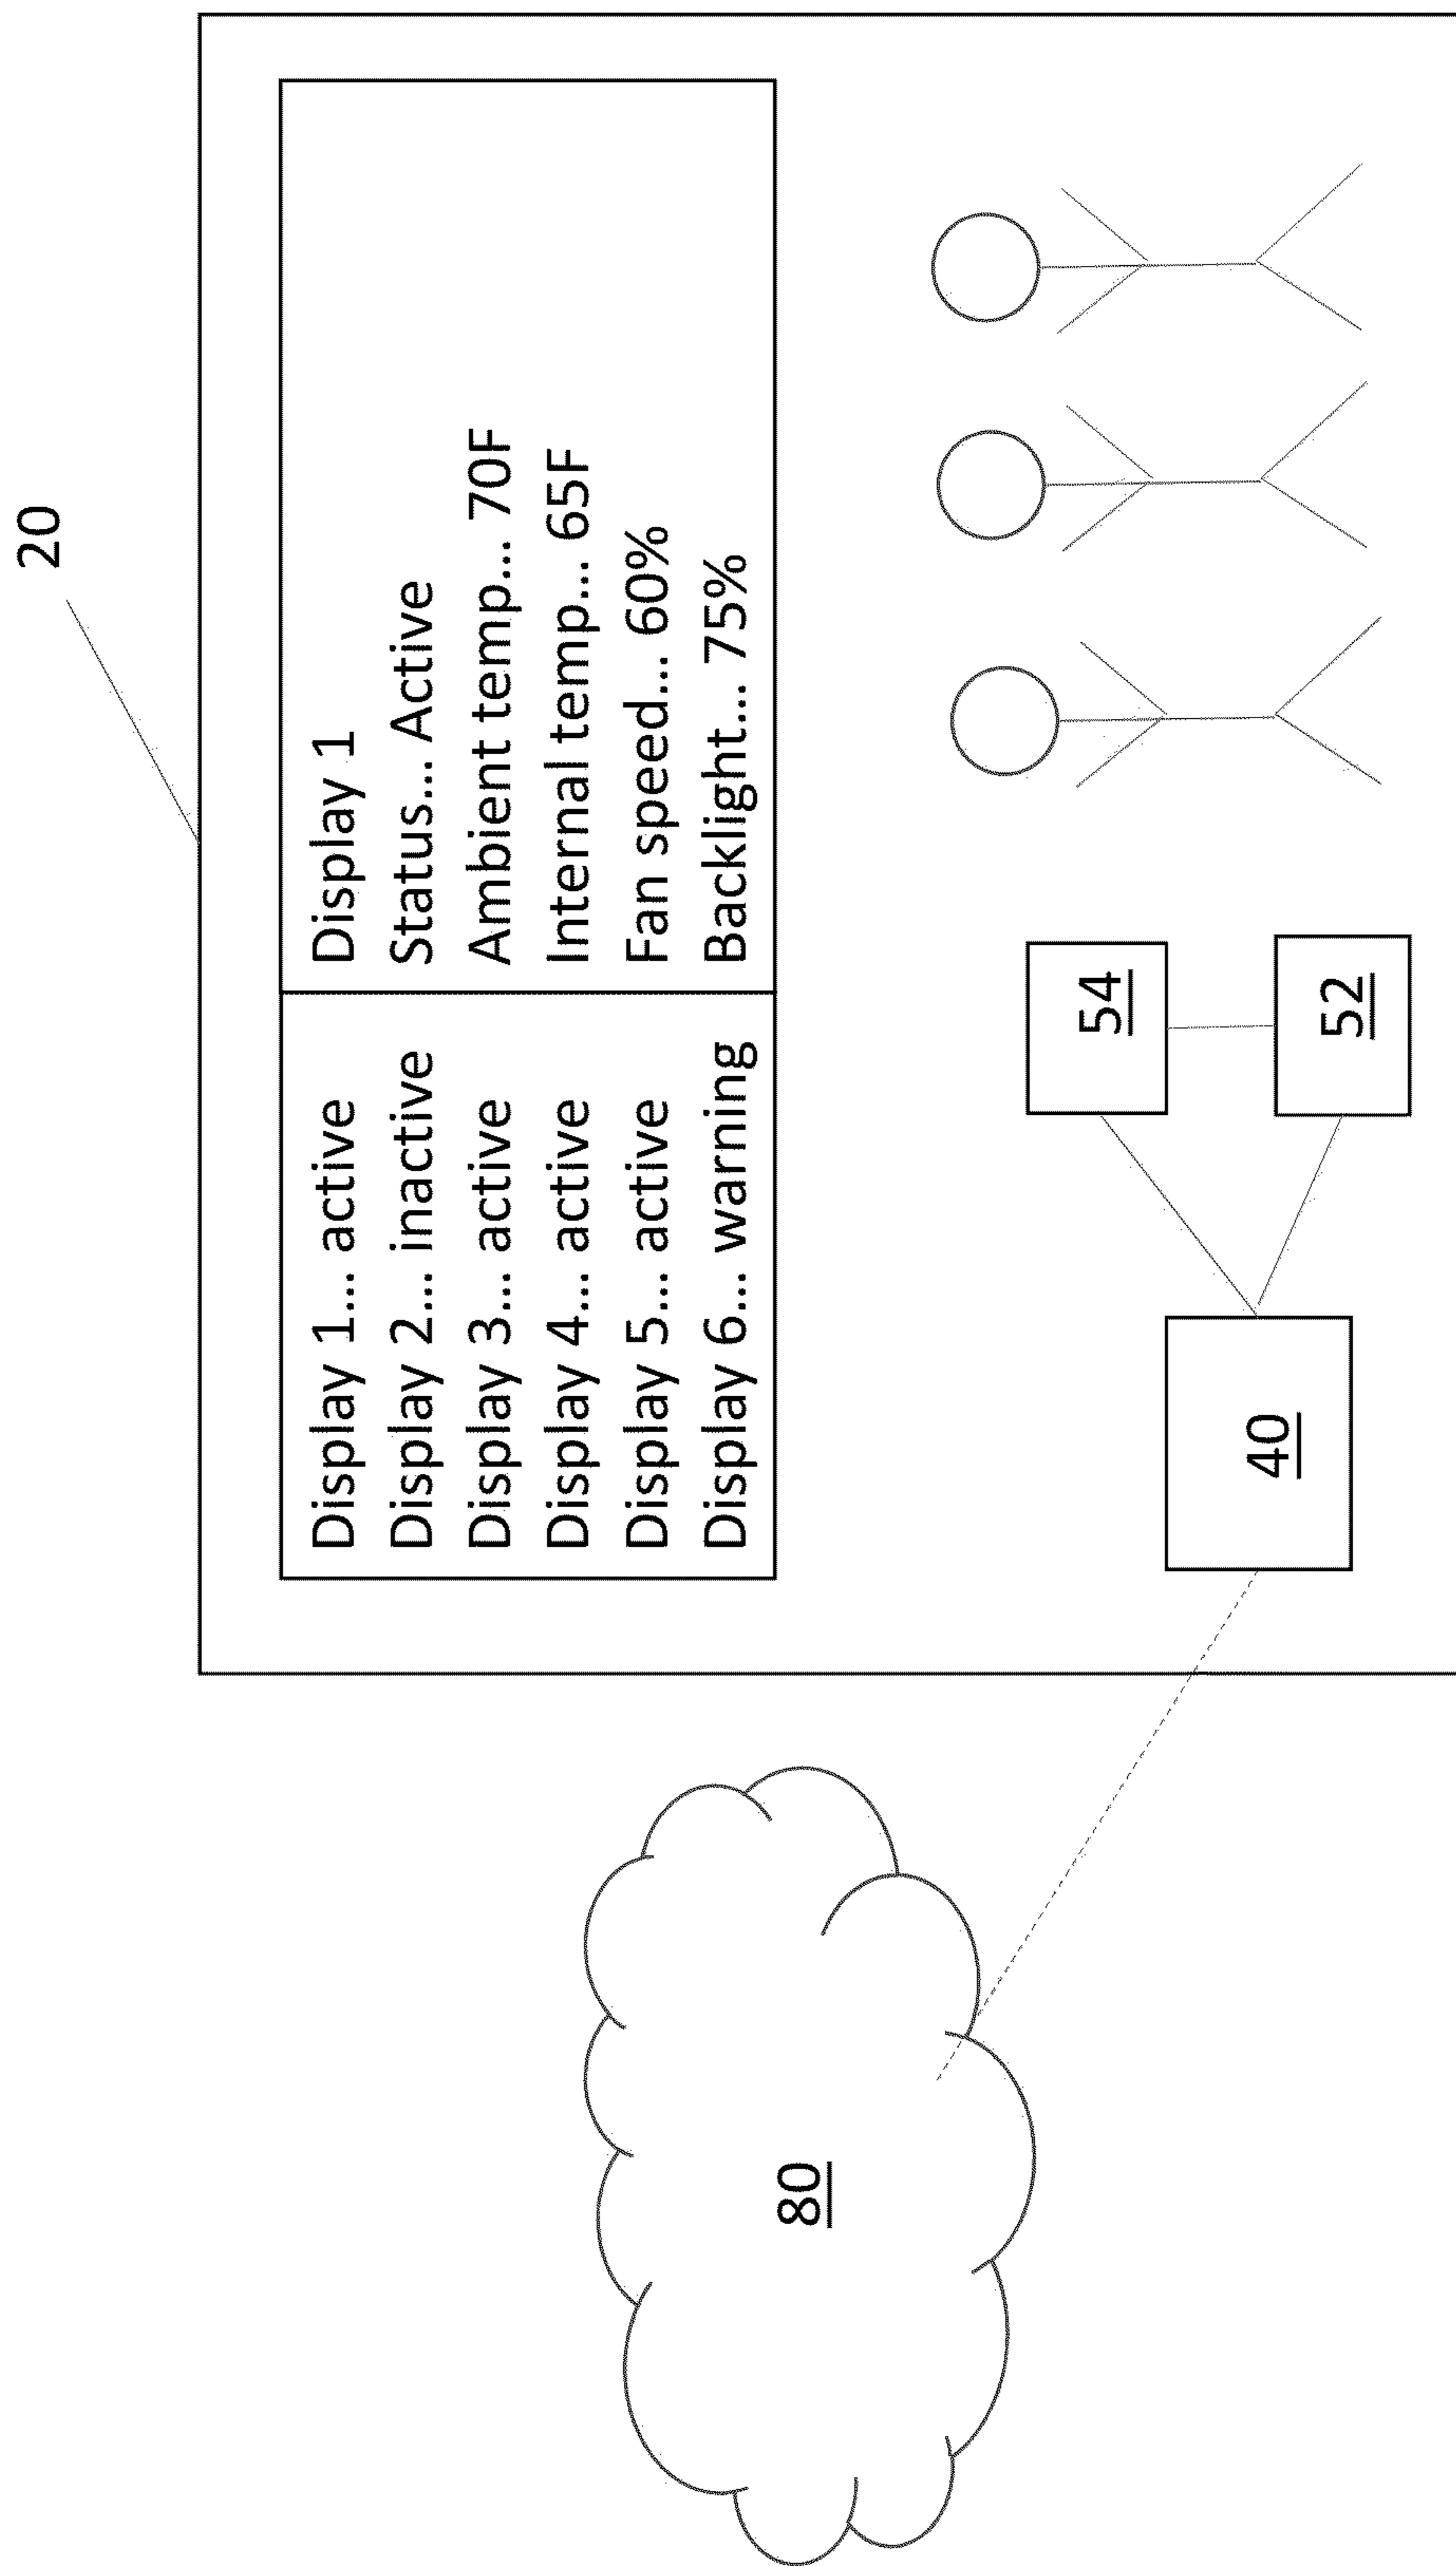 20
Display 1... active
Display 2... inactive
Display 3... active
Display 4... active
Display 5... active
Display 6... warning
Display 1
Status... Active
Ambient temp... 70F
Internal temp... 65F
Fan speed... 60%
Backlight... 75%
80
40
54
52